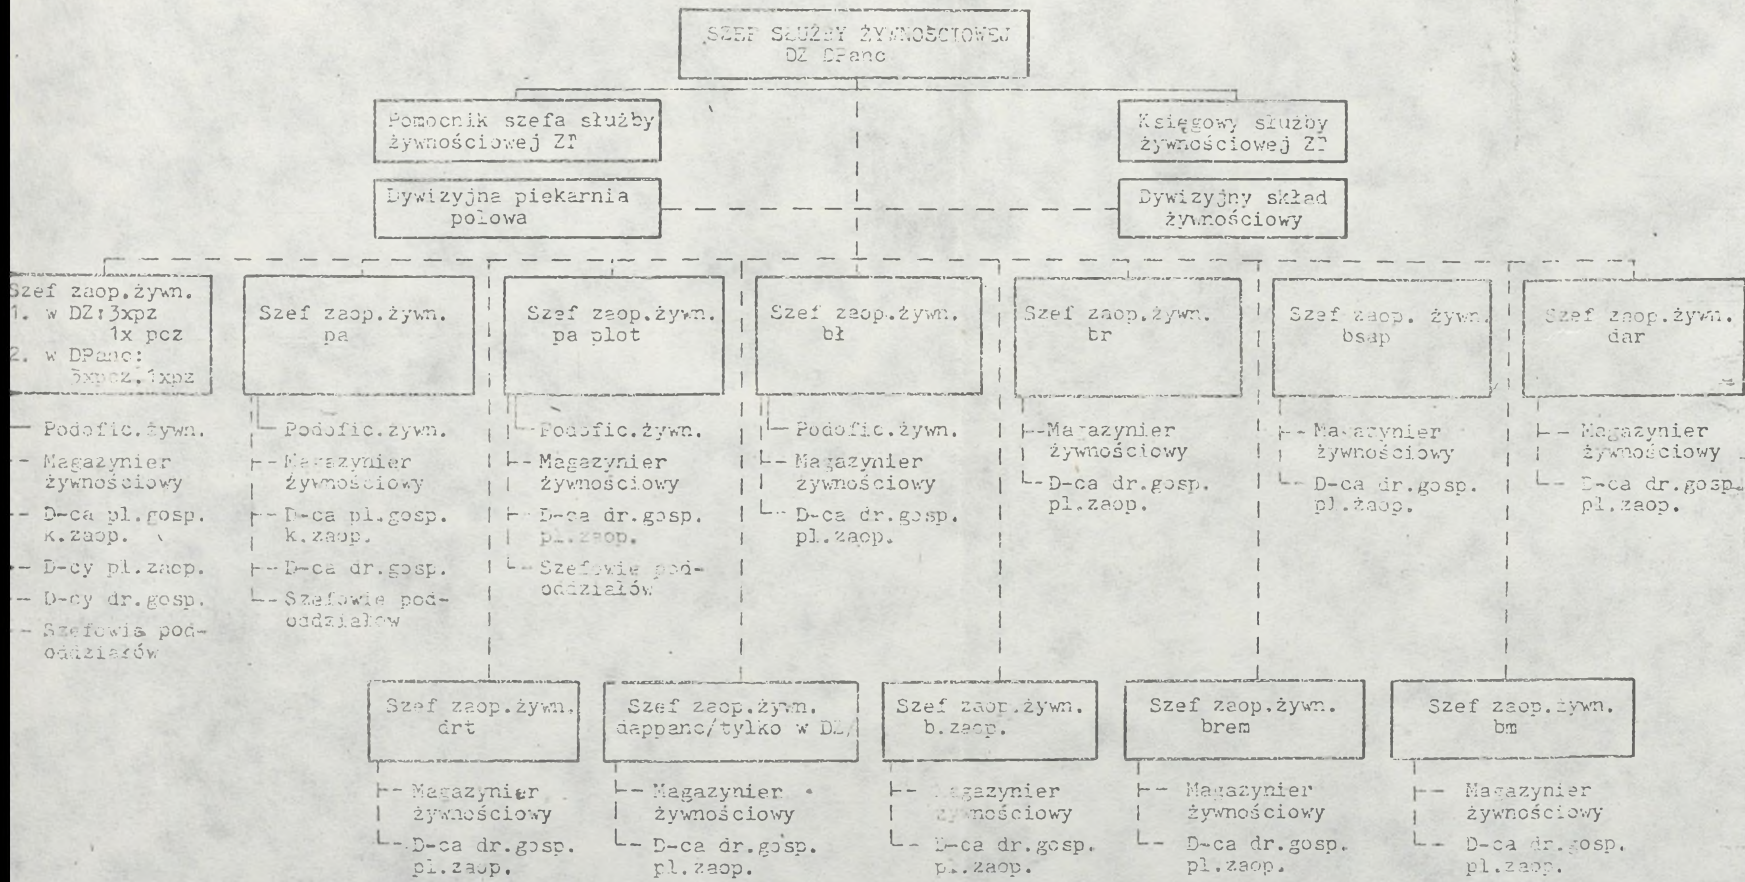 SZEF SŁUŻBY ŻYWNOŚCIOWEJ
DZ DPanc
Pomocnik szefa służby
żywnościowej ZT
Księgowy służby
żywnościowej ZT
Dywizyjna piekarnia
polowa
Dywizyjny skład
żywnościowy
Szef zaop.żywn.
1. w DZ:3xpz
1x pcz
2. w DPanc:
3xpcz.1xpz
Szef zaop.żywn.
pa
Szef zaop.żywn.
pa plot
Szef zaop.żywn.
bł
Szef zaop.żywn.
br
Szef zaop. żywn.
bsap
Szef zaop.żywn.
dar
Podofic.żywn.
Magazynier
żywnościowy
D-ca pl.gosp.
k.zaop.
D-cy pl.zaop.
D-cy dr.gosp.
Szefowie pod-
oddziałów
Podofic.żywn.
Magazynier
żywnościowy
D-ca pl.gosp.
k.zaop.
D-ca dr.gosp.
Szefowie pod-
oddziałów
Podofic.żywn.
Magazynier
żywnościowy
D-ca dr.gosp.
pl.zaop.
Szefowie pod-
oddziałów
Podofic.żywn.
Magazynier
żywnościowy
D-ca dr.gosp.
pl.zaop.
Magazynier
żywnościowy
D-ca dr.gosp.
pl.zaop.
Magazynier
żywnościowy
D-ca dr.gosp.
pl.zaop.
Magazynier
żywnościowy
D-ca dr.gosp.
pl.zaop.
Szef zaop.żywn.
drt
Szef zaop.żywn.
dappanc/tylko w DZ/
Szef zaop.żywn.
b.zaop.
Szef zaop.żywn.
brem
Szef zaop.żywn.
bm
Magazynier
żywnościowy
D-ca dr.gosp.
pl.zaop.
Magazynier
żywnościowy
D-ca dr.gosp.
pl.zaop.
Magazynier
żywnościowy
D-ca dr.gosp.
pl.zaop.
Magazynier
żywnościowy
D-ca dr.gosp.
pl.zaop.
Magazynier
żywnościowy
D-ca dr.gosp.
pl.zaop.